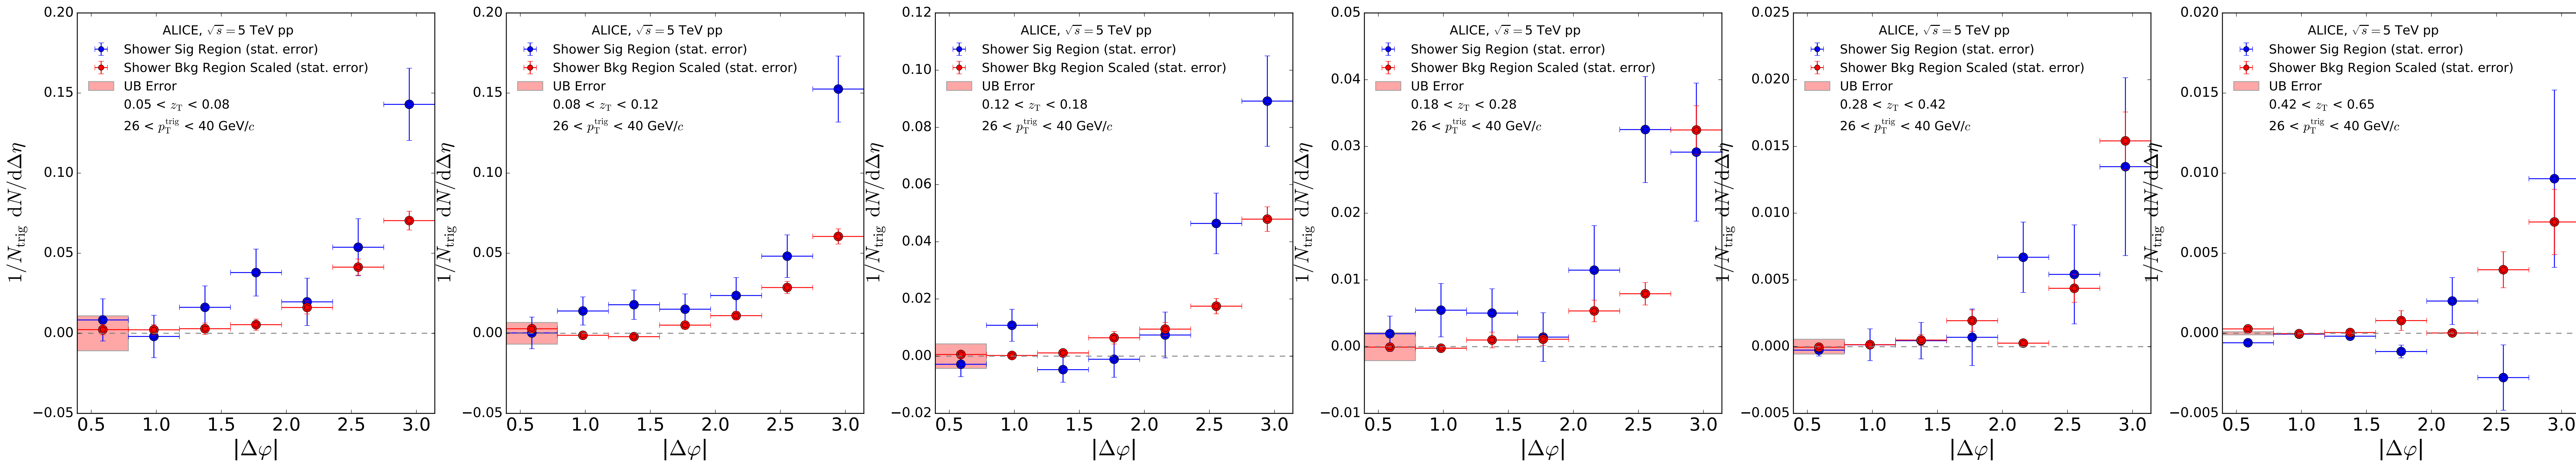 0.20
0.15
0.10
0.05
0.00
−0.05
1/N_trig dN/dΔη
ALICE, √s = 5 TeV pp
Shower Sig Region (stat. error)
Shower Bkg Region Scaled (stat. error)
UB Error
0.05 < z_T < 0.08
26 < p_T^trig < 40 GeV/c
0.5 1.0 1.5 2.0 2.5 3.0
|Δφ|
0.20
0.15
0.10
0.05
0.00
−0.05
1/N_trig dN/dΔη
ALICE, √s = 5 TeV pp
Shower Sig Region (stat. error)
Shower Bkg Region Scaled (stat. error)
UB Error
0.08 < z_T < 0.12
26 < p_T^trig < 40 GeV/c
0.5 1.0 1.5 2.0 2.5 3.0
|Δφ|
0.12
0.10
0.08
0.06
0.04
0.02
0.00
−0.02
1/N_trig dN/dΔη
ALICE, √s = 5 TeV pp
Shower Sig Region (stat. error)
Shower Bkg Region Scaled (stat. error)
UB Error
0.12 < z_T < 0.18
26 < p_T^trig < 40 GeV/c
0.5 1.0 1.5 2.0 2.5 3.0
|Δφ|
0.05
0.04
0.03
0.02
0.01
0.00
−0.01
1/N_trig dN/dΔη
ALICE, √s = 5 TeV pp
Shower Sig Region (stat. error)
Shower Bkg Region Scaled (stat. error)
UB Error
0.18 < z_T < 0.28
26 < p_T^trig < 40 GeV/c
0.5 1.0 1.5 2.0 2.5 3.0
|Δφ|
0.025
0.020
0.015
0.010
0.005
0.000
−0.005
1/N_trig dN/dΔη
ALICE, √s = 5 TeV pp
Shower Sig Region (stat. error)
Shower Bkg Region Scaled (stat. error)
UB Error
0.28 < z_T < 0.42
26 < p_T^trig < 40 GeV/c
0.5 1.0 1.5 2.0 2.5 3.0
|Δφ|
0.020
0.015
0.010
0.005
0.000
−0.005
1/N_trig dN/dΔη
ALICE, √s = 5 TeV pp
Shower Sig Region (stat. error)
Shower Bkg Region Scaled (stat. error)
UB Error
0.42 < z_T < 0.65
26 < p_T^trig < 40 GeV/c
0.5 1.0 1.5 2.0 2.5 3.0
|Δφ|